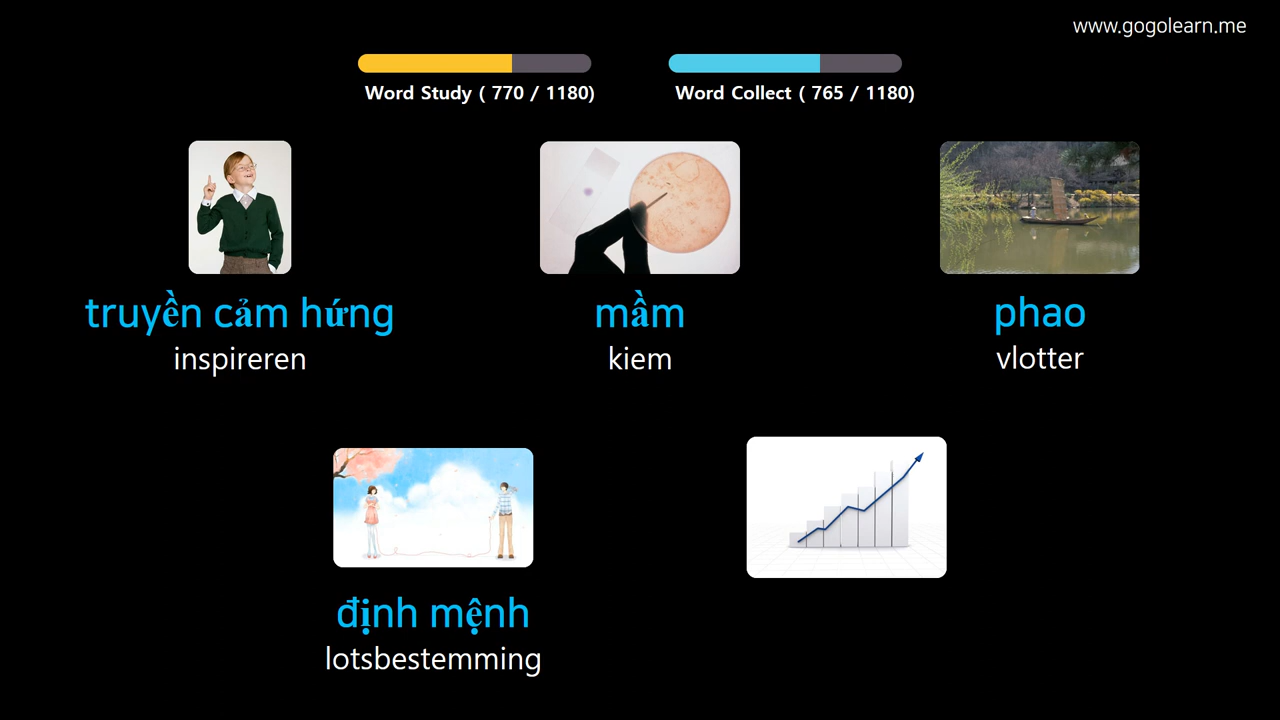 www.gogolearn.me
Word Study ( 770 / 1180)
Word Collect ( 765 / 1180)
truyền cảm hứng
inspireren
mầm
kiem
phao
vlotter
định mệnh
lotsbestemming